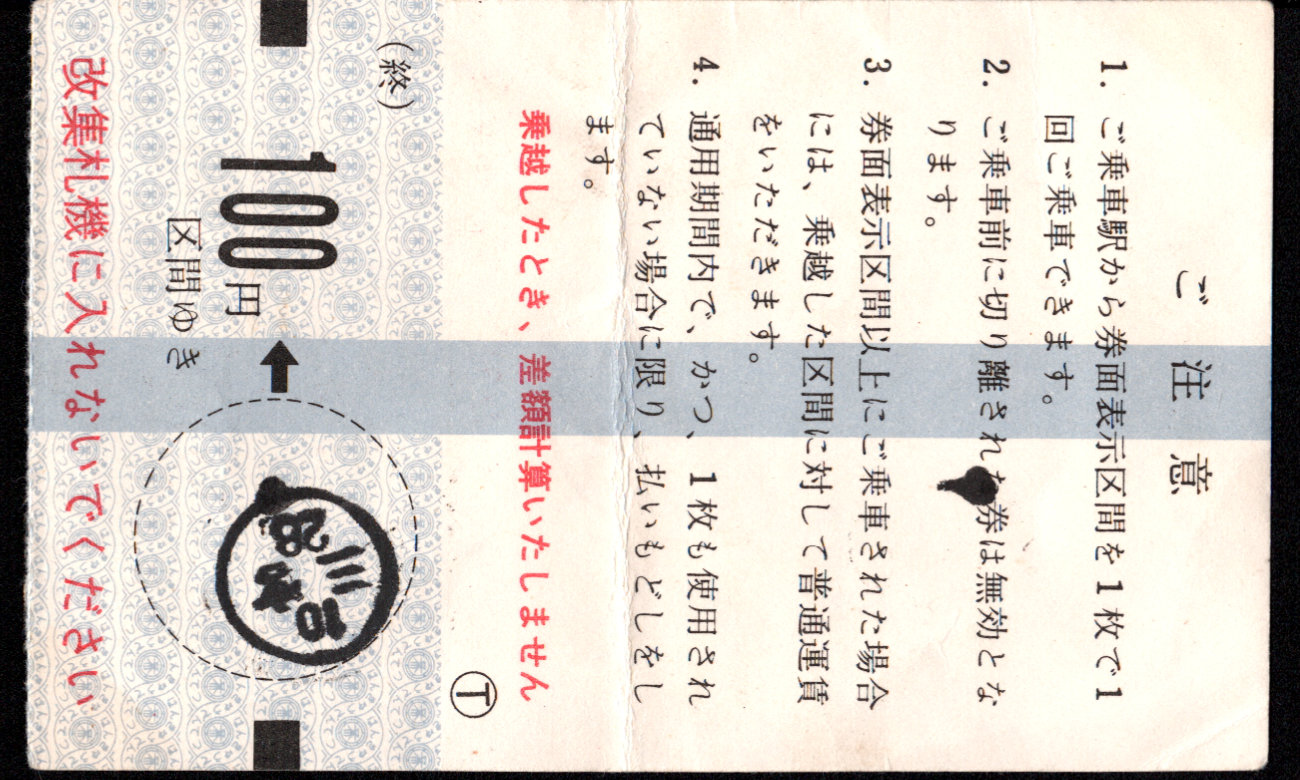 ご注意
1. ご乗車駅から券面表示区間を1枚で1
回ご乗車できます。
2. ご乗車前に切り離された券は無効とな
ります。
3. 券面表示区間以上にご乗車された場合
には、乗越した区間に対して普通運賃
をいただきます。
4. 通用期間内で、かつ、1枚も使用され
ていない場合に限り、払いもどしをし
ます。
乗越したとき、差額計算いたしません
Ⓣ
(終)
100円
区間ゆき
改集札機に入れないでください